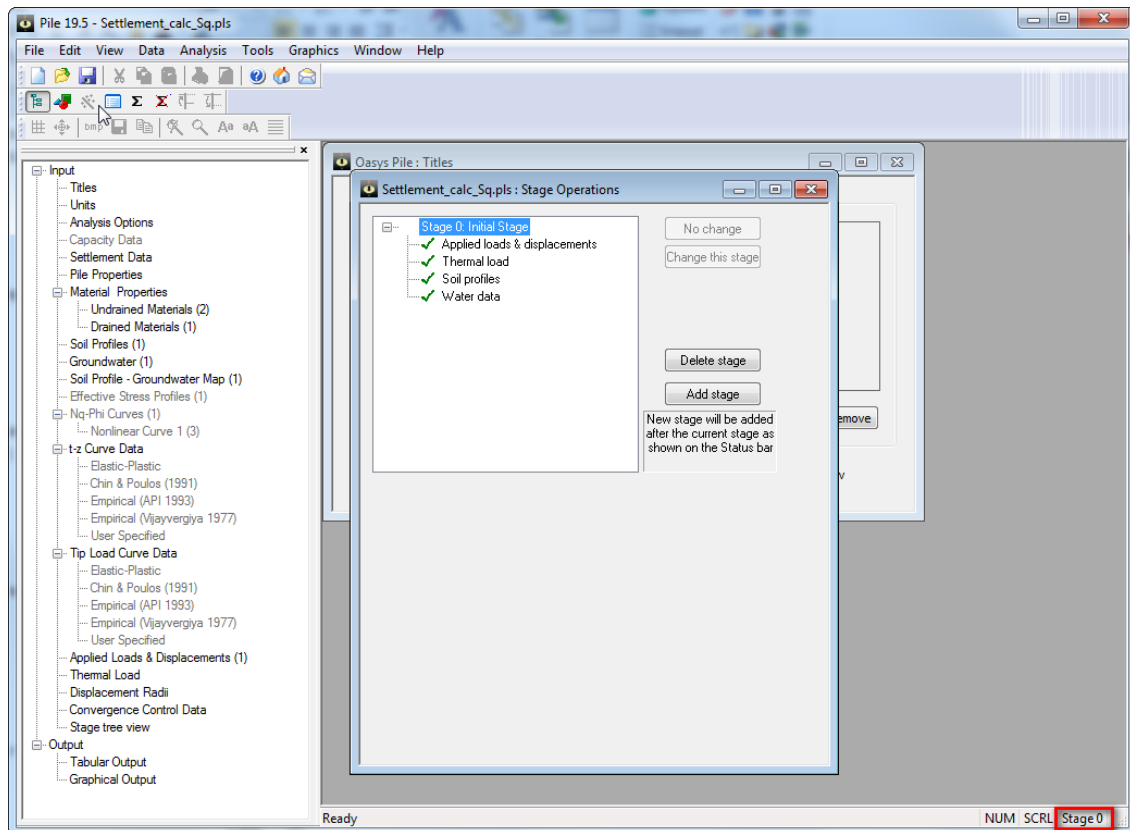 Pile 19.5 - Settlement_calc_Sq.pls
File Edit View Data Analysis Tools Graphics Window Help
Σ Σ
bmp Aa aA
Input
Titles
Units
Analysis Options
Capacity Data
Settlement Data
Pile Properties
Material Properties
Undrained Materials (2)
Drained Materials (1)
Soil Profiles (1)
Groundwater (1)
Soil Profile - Groundwater Map (1)
Effective Stress Profiles (1)
Nq-Phi Curves (1)
Nonlinear Curve 1 (3)
t-z Curve Data
Elastic-Plastic
Chin & Poulos (1991)
Empirical (API 1993)
Empirical (Vijayvergiya 1977)
User Specified
Tip Load Curve Data
Elastic-Plastic
Chin & Poulos (1991)
Empirical (API 1993)
Empirical (Vijayvergiya 1977)
User Specified
Applied Loads & Displacements (1)
Thermal Load
Displacement Radii
Convergence Control Data
Stage tree view
Output
Tabular Output
Graphical Output
Oasys Pile : Titles
emove
Settlement_calc_Sq.pls : Stage Operations
Stage 0: Initial Stage
Applied loads & displacements
Thermal load
Soil profiles
Water data
No change
Change this stage
Delete stage
Add stage
New stage will be added
after the current stage as
shown on the Status bar
Ready
NUM SCRL Stage 0